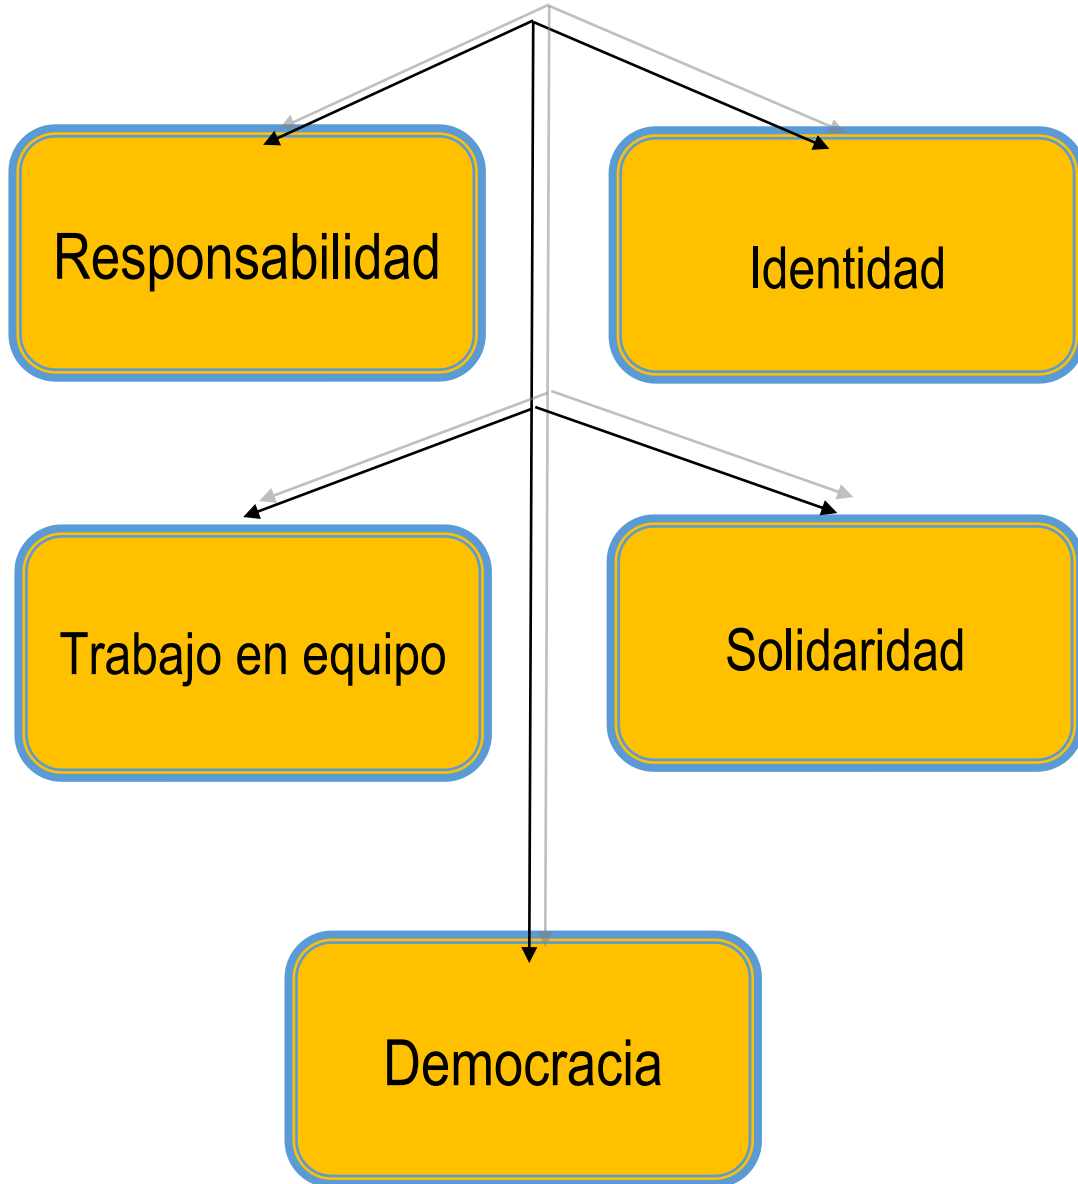 Responsabilidad
Identidad
Trabajo en equipo
Solidaridad
Democracia